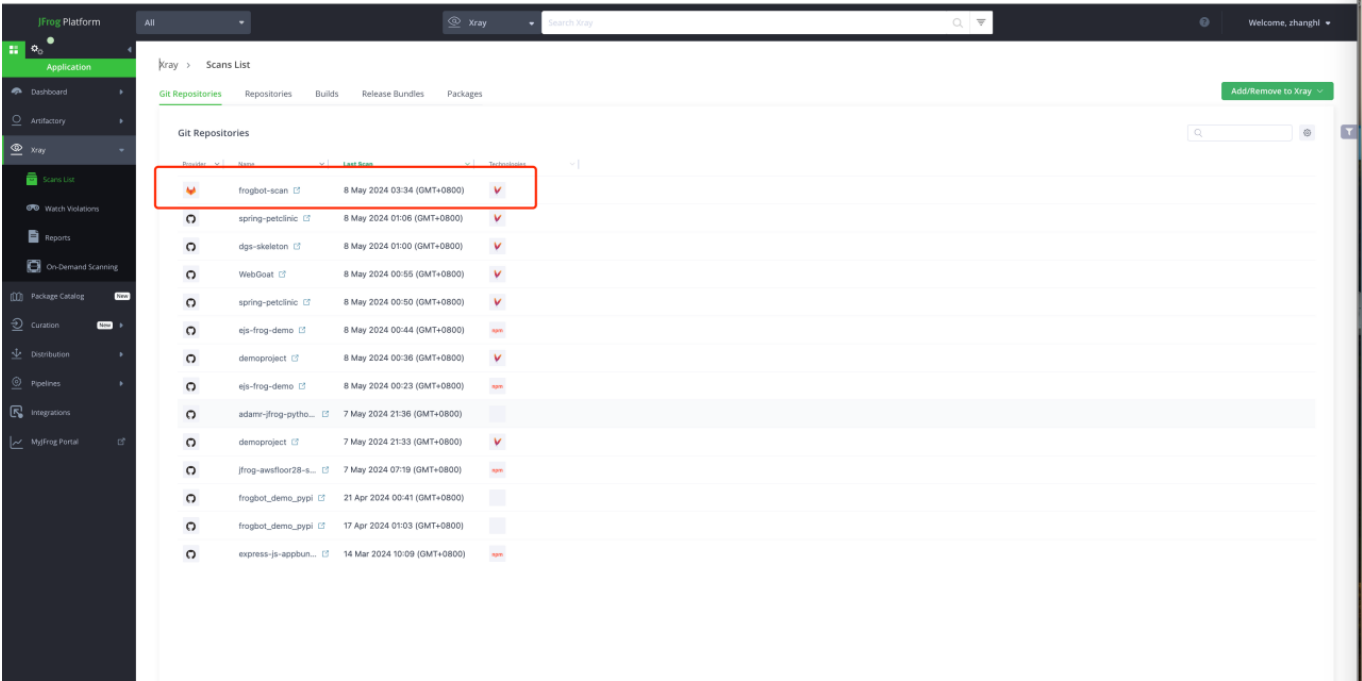 JFrog Platform
All
Xray
Search Xray
Welcome, zhanghl
Application
Dashboard
Artifactory
Xray
Scans List
Watch Violations
Reports
On-Demand Scanning
Package Catalog New
Curation New
Distribution
Pipelines
Integrations
MyJFrog Portal
Xray > Scans List
Git Repositories Repositories Builds Release Bundles Packages
Add/Remove to Xray
Git Repositories
Provider Name Last Scan Technologies
frogbot-scan 8 May 2024 03:34 (GMT+0800)
spring-petclinic 8 May 2024 01:06 (GMT+0800)
dgs-skeleton 8 May 2024 01:00 (GMT+0800)
WebGoat 8 May 2024 00:55 (GMT+0800)
spring-petclinic 8 May 2024 00:50 (GMT+0800)
ejs-frog-demo 8 May 2024 00:44 (GMT+0800) npm
demoproject 8 May 2024 00:36 (GMT+0800)
ejs-frog-demo 8 May 2024 00:23 (GMT+0800) npm
adamr-jfrog-pytho... 7 May 2024 21:36 (GMT+0800)
demoproject 7 May 2024 21:33 (GMT+0800)
jfrog-awsfloor28-s... 7 May 2024 07:19 (GMT+0800) npm
frogbot_demo_pypi 21 Apr 2024 00:41 (GMT+0800)
frogbot_demo_pypi 17 Apr 2024 01:03 (GMT+0800)
express-js-appbun... 14 Mar 2024 10:09 (GMT+0800) npm